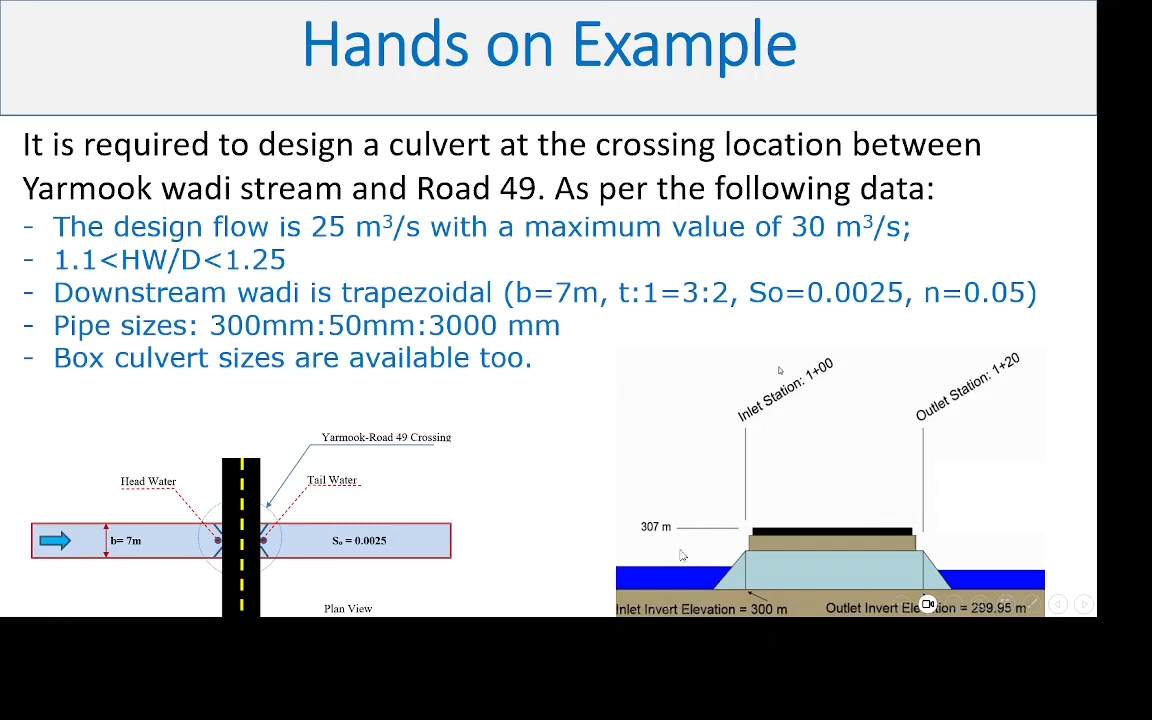 Hands on Example
It is required to design a culvert at the crossing location between
Yarmook wadi stream and Road 49. As per the following data:
- The design flow is 25 m³/s with a maximum value of 30 m³/s;
- 1.1<HW/D<1.25
- Downstream wadi is trapezoidal (b=7m, t:1=3:2, So=0.0025, n=0.05)
- Pipe sizes: 300mm:50mm:3000 mm
- Box culvert sizes are available too.
Inlet Station: 1+00
Outlet Station: 1+20
Yarmook-Road 49 Crossing
Head Water
Tail Water
307 m
b= 7m
Sₒ = 0.0025
Plan View
Inlet Invert Elevation = 300 m
Outlet Invert Elevation = 299.95 m